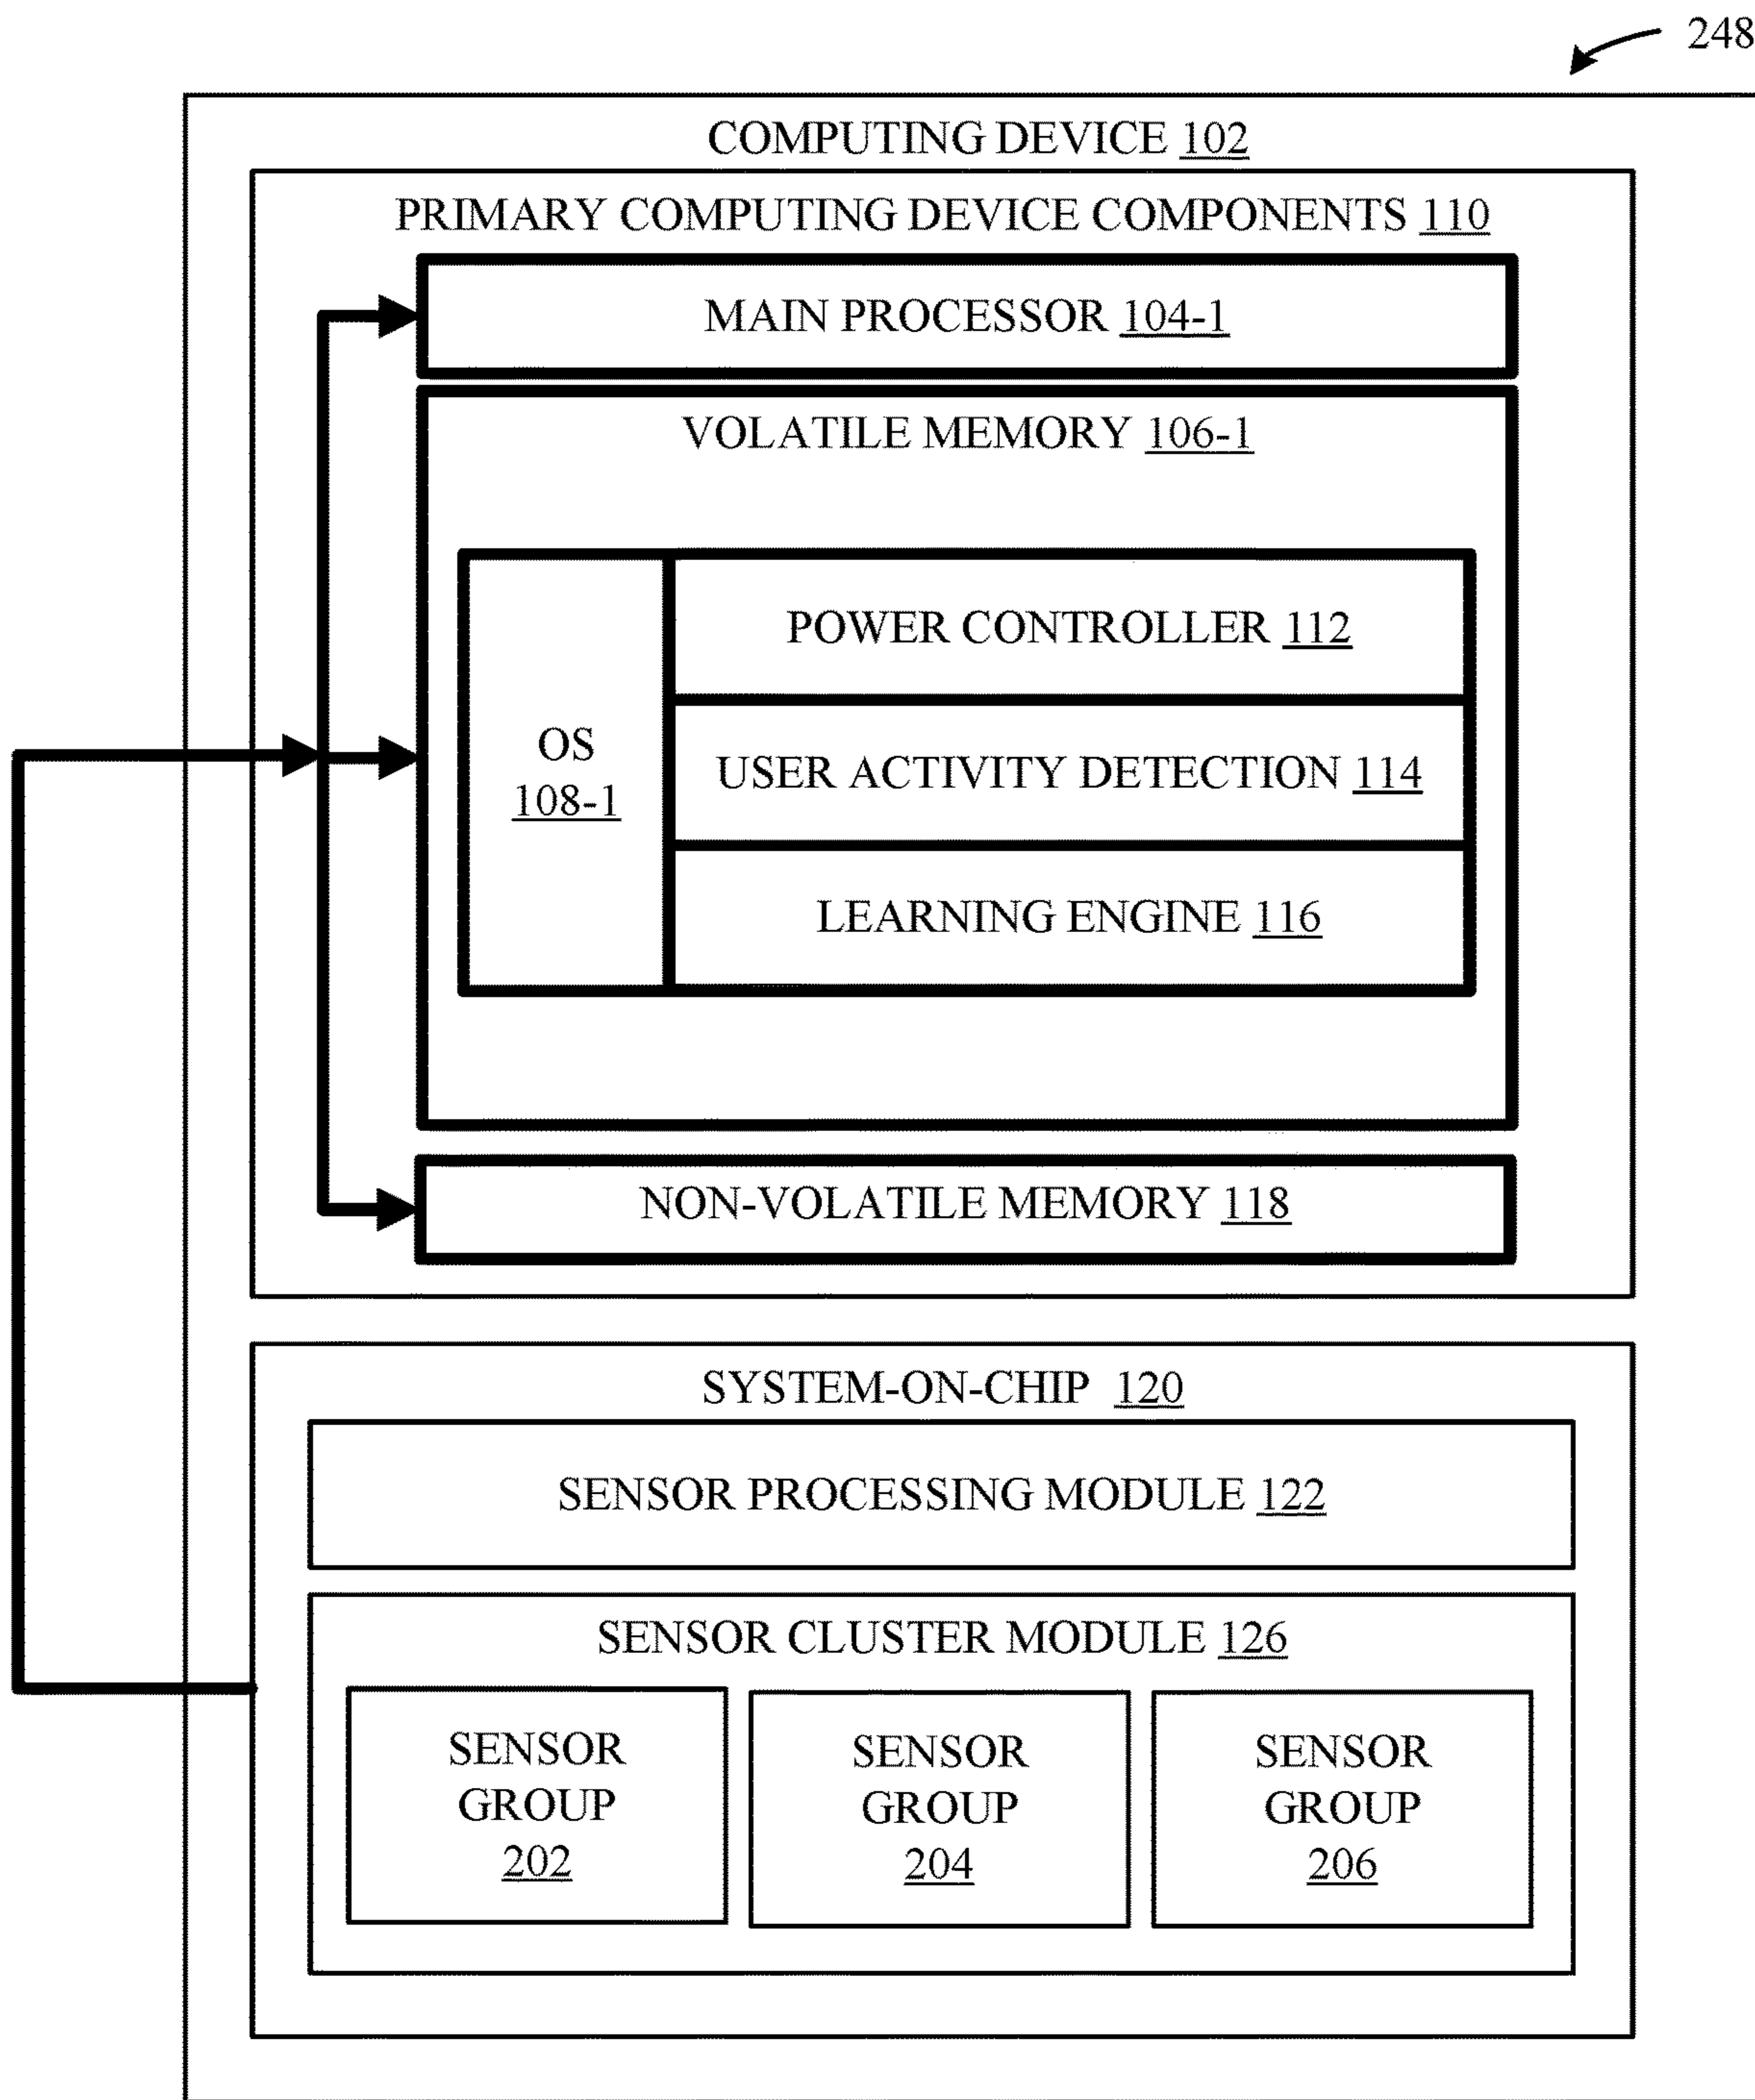 248
COMPUTING DEVICE 102
PRIMARY COMPUTING DEVICE COMPONENTS 110
MAIN PROCESSOR 104-1
VOLATILE MEMORY 106-1
OS
108-1
POWER CONTROLLER 112
USER ACTIVITY DETECTION 114
LEARNING ENGINE 116
NON-VOLATILE MEMORY 118
SYSTEM-ON-CHIP 120
SENSOR PROCESSING MODULE 122
SENSOR CLUSTER MODULE 126
SENSOR
GROUP
202
SENSOR
GROUP
204
SENSOR
GROUP
206